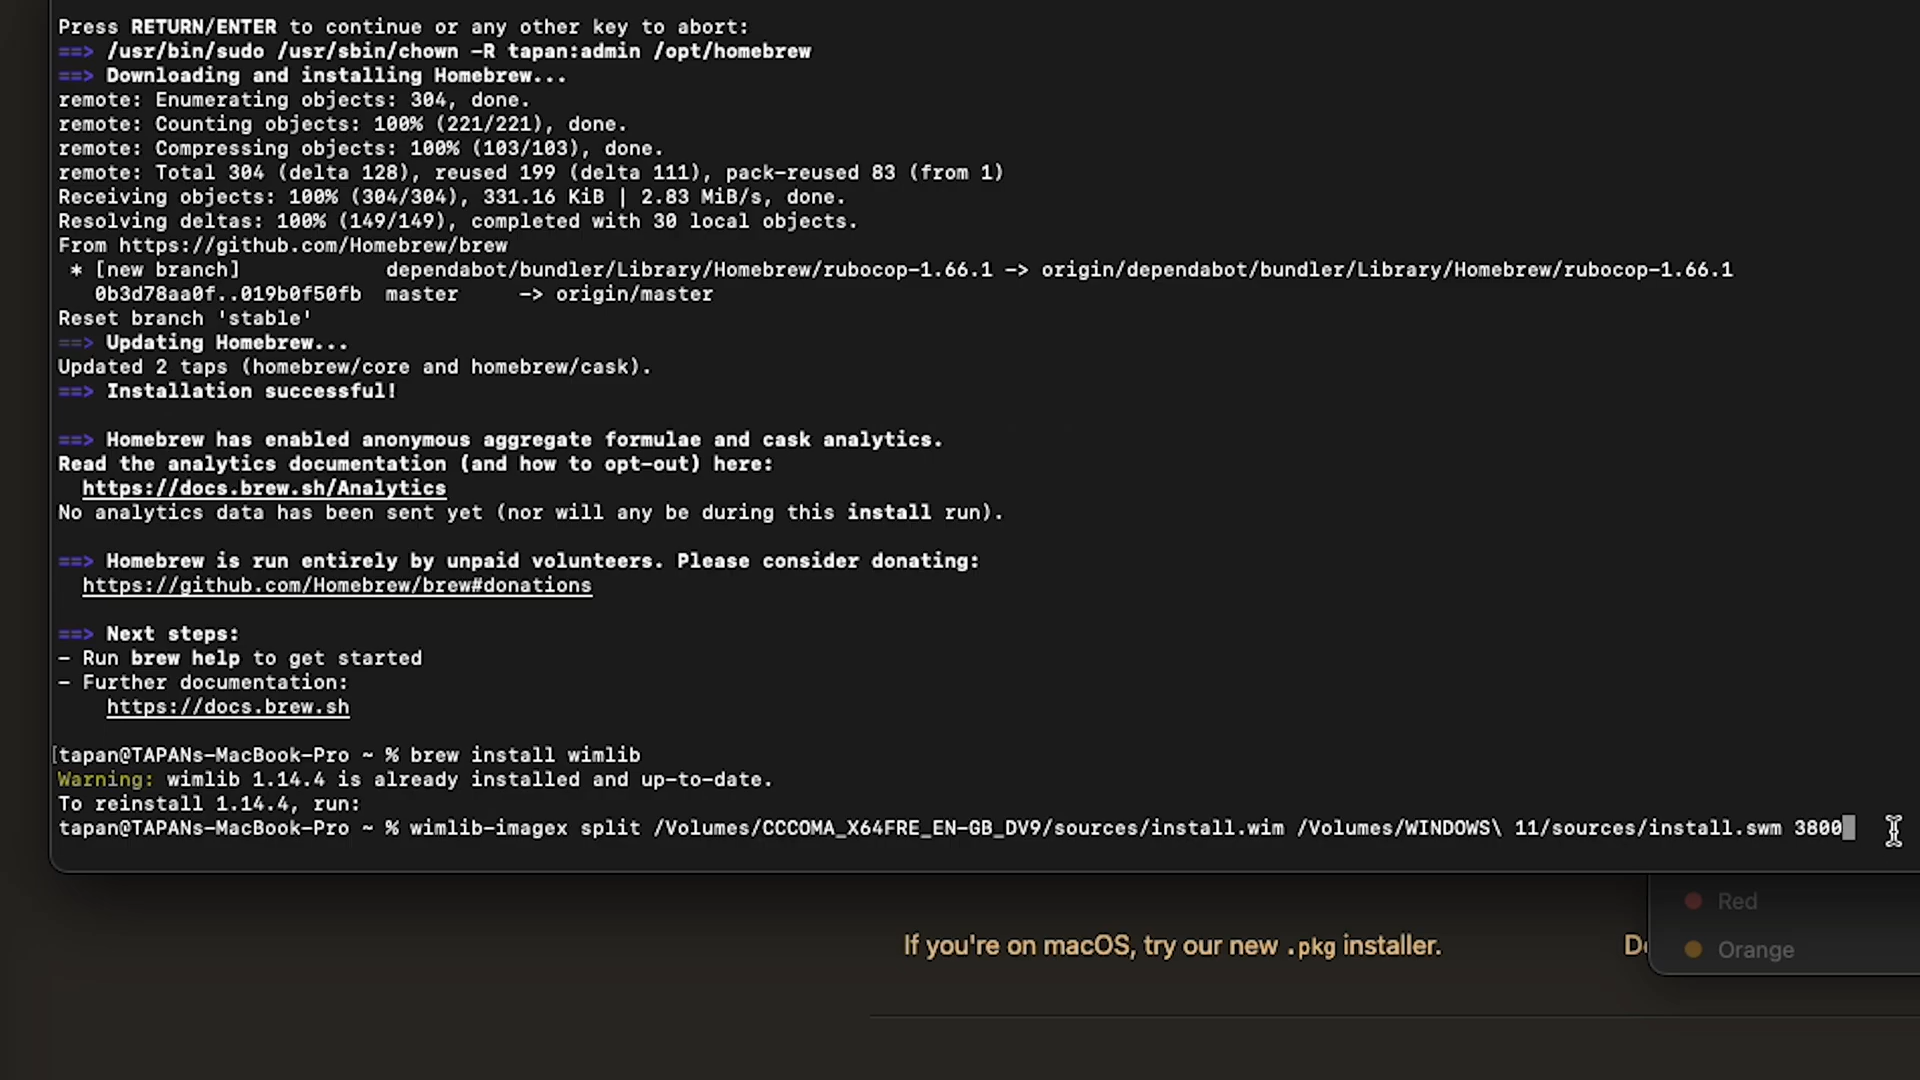 Press RETURN/ENTER to continue or any other key to abort:
==> /usr/bin/sudo /usr/sbin/chown -R tapan:admin /opt/homebrew
==> Downloading and installing Homebrew...
remote: Enumerating objects: 304, done.
remote: Counting objects: 100% (221/221), done.
remote: Compressing objects: 100% (103/103), done.
remote: Total 304 (delta 128), reused 199 (delta 111), pack-reused 83 (from 1)
Receiving objects: 100% (304/304), 331.16 KiB | 2.83 MiB/s, done.
Resolving deltas: 100% (149/149), completed with 30 local objects.
From https://github.com/Homebrew/brew
 * [new branch]            dependabot/bundler/Library/Homebrew/rubocop-1.66.1 -> origin/dependabot/bundler/Library/Homebrew/rubocop-1.66.1
   0b3d78aa0f..019b0f50fb  master     -> origin/master
Reset branch 'stable'
==> Updating Homebrew...
Updated 2 taps (homebrew/core and homebrew/cask).
==> Installation successful!
==> Homebrew has enabled anonymous aggregate formulae and cask analytics.
Read the analytics documentation (and how to opt-out) here:
  https://docs.brew.sh/Analytics
No analytics data has been sent yet (nor will any be during this install run).
==> Homebrew is run entirely by unpaid volunteers. Please consider donating:
  https://github.com/Homebrew/brew#donations
==> Next steps:
- Run brew help to get started
- Further documentation:
    https://docs.brew.sh
[tapan@TAPANs-MacBook-Pro ~ % brew install wimlib
Warning: wimlib 1.14.4 is already installed and up-to-date.
To reinstall 1.14.4, run:
tapan@TAPANs-MacBook-Pro ~ % wimlib-imagex split /Volumes/CCCOMA_X64FRE_EN-GB_DV9/sources/install.wim /Volumes/WINDOWS\ 11/sources/install.swm 3800
Red
If you're on macOS, try our new .pkg installer.
Orange